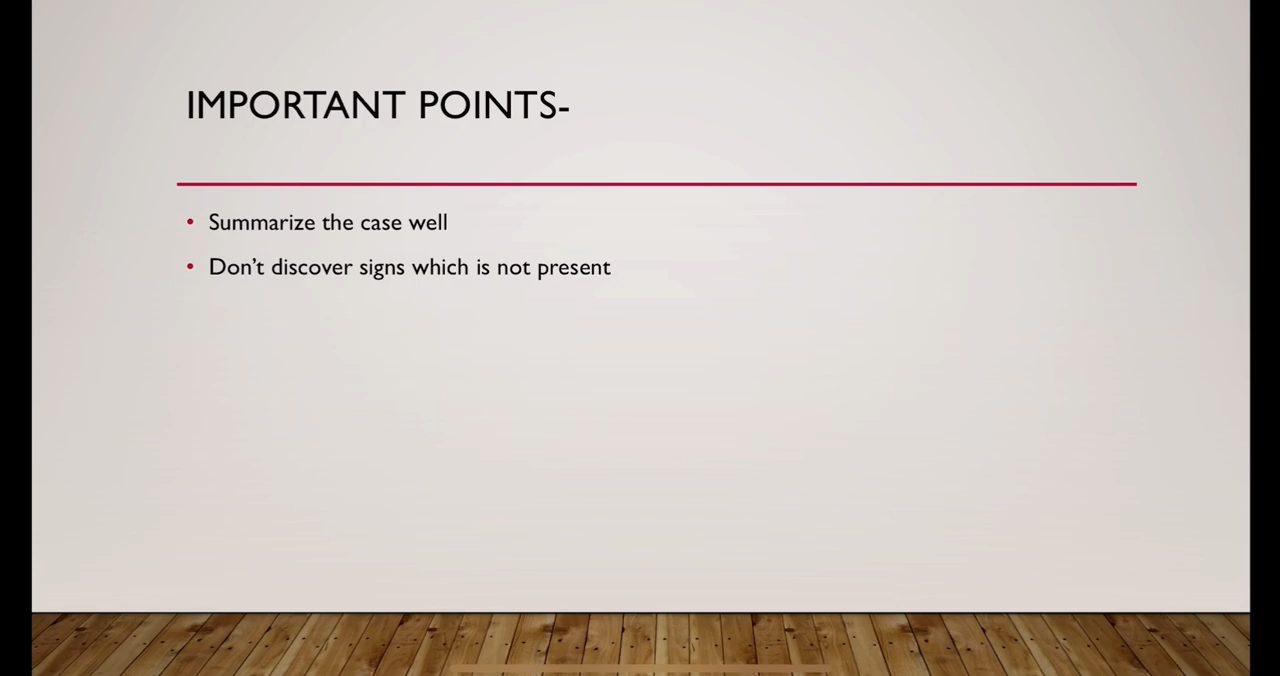 IMPORTANT POINTS-
• Summarize the case well
• Don’t discover signs which is not present